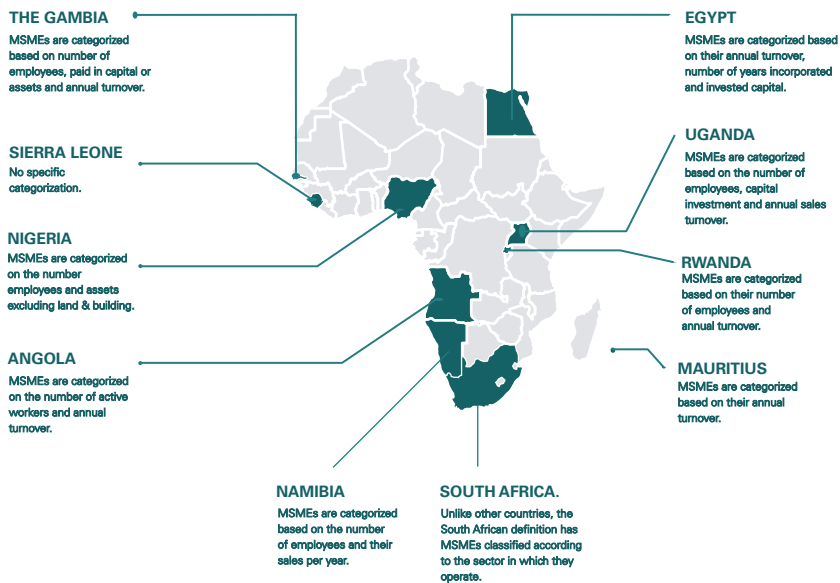 THE GAMBIA
MSMEs are categorized
based on number of
employees, paid in capital or
assets and annual turnover.
SIERRA LEONE
No specific
categorization.
NIGERIA
MSMEs are categorized
on the number
employees and assets
excluding land & building.
ANGOLA
MSMEs are categorized
on the number of active
workers and annual
turnover.
NAMIBIA
MSMEs are categorized
based on the number
of employees and their
sales per year.
SOUTH AFRICA.
Unlike other countries, the
South African definition has
MSMEs classified according
to the sector in which they
operate.
EGYPT
MSMEs are categorized based
on their annual turnover,
number of years incorporated
and invested capital.
UGANDA
MSMEs are categorized
based on the number of
employees, capital
investment and annual sales
turnover.
RWANDA
MSMEs are categorized
based on their number
of employees and
annual turnover.
MAURITIUS
MSMEs are categorized
based on their annual
turnover.